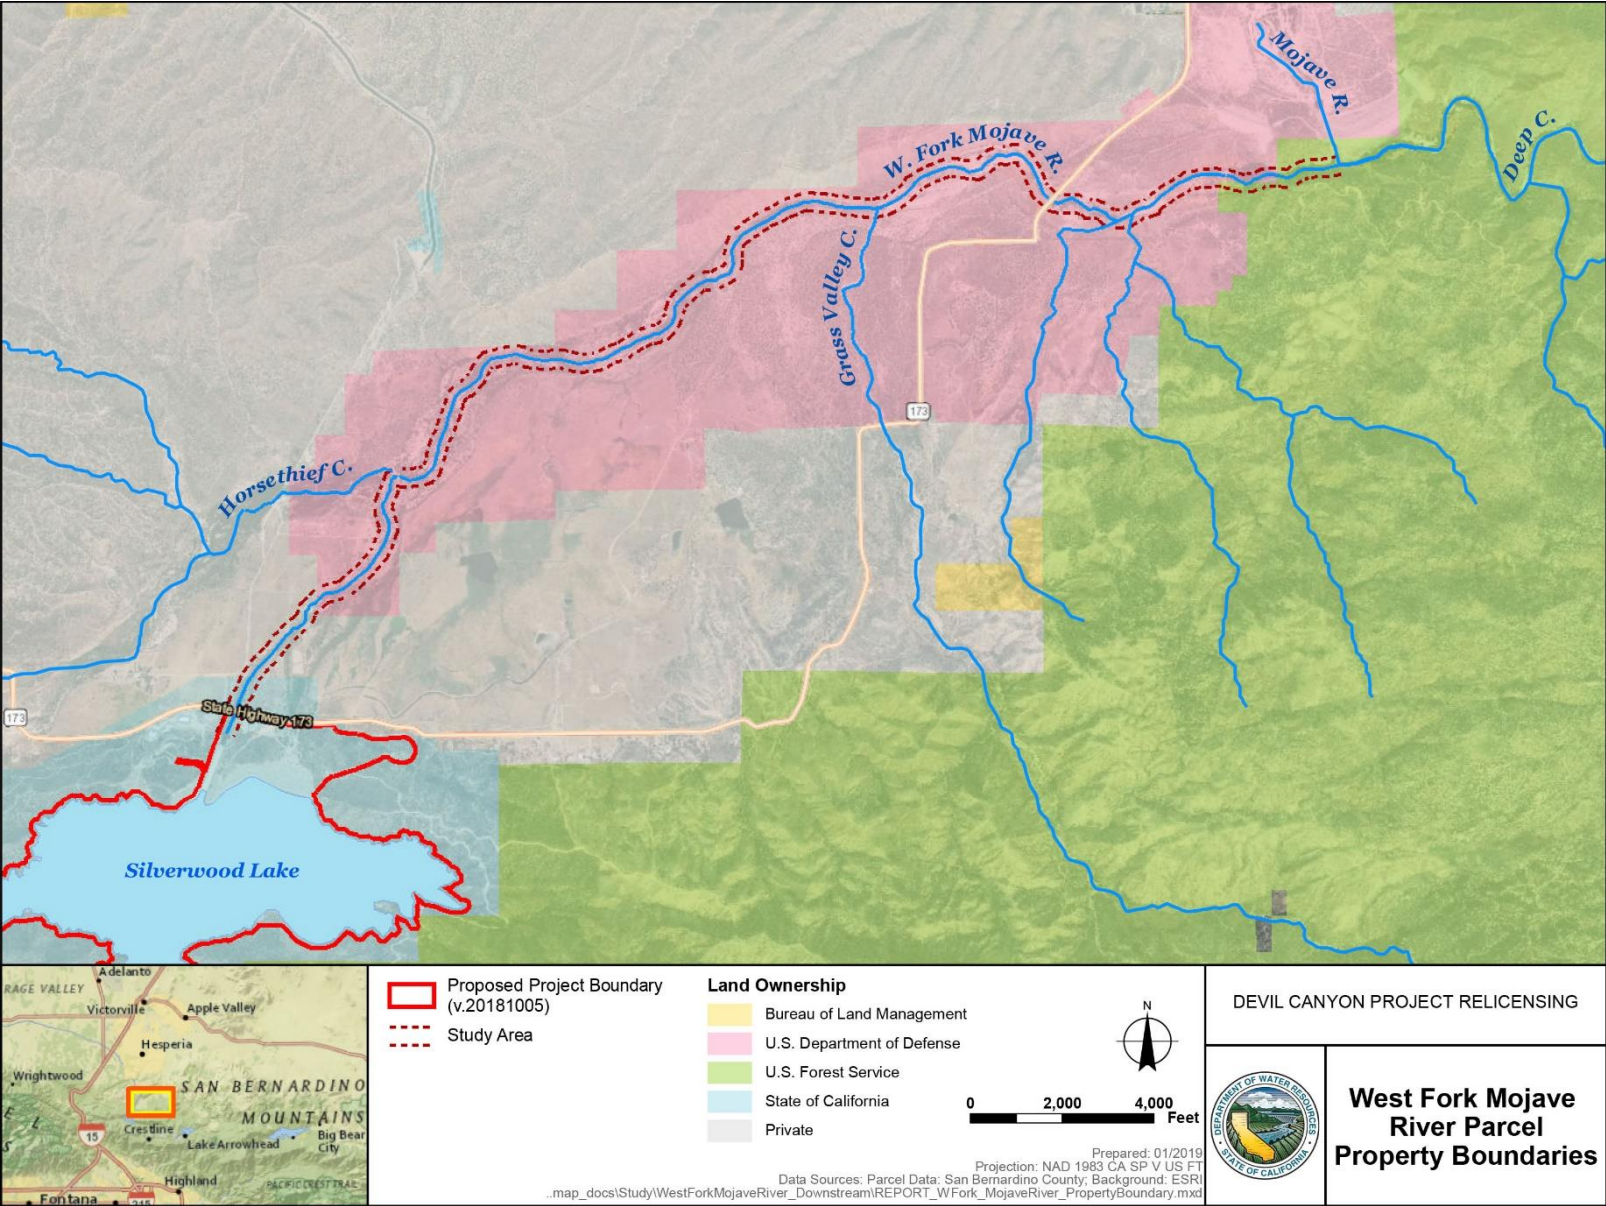 Mojave R.
Deep C.
W. Fork Mojave R.
Grass Valley C.
173
Horsethief C.
State Highway 173
173
Silverwood Lake
Adelanto
RAGE VALLEY
Victorville
Apple Valley
Hesperia
Wrightwood
SAN BERNARDINO
MOUNTAINS
E L
S
15
Crestline
Lake Arrowhead
Big Bear
City
Highland
PACIFIC CREST TRAIL
Fontana
215
Proposed Project Boundary
(v.20181005)
Study Area
Land Ownership
Bureau of Land Management
U.S. Department of Defense
U.S. Forest Service
State of California
Private
N
0 2,000 4,000
Feet
Prepared: 01/2019
Projection: NAD 1983 CA SP V US FT
Data Sources: Parcel Data: San Bernardino County; Background: ESRI
..map_docs\Study\WestForkMojaveRiver_Downstream\REPORT_WFork_MojaveRiver_PropertyBoundary.mxd
DEVIL CANYON PROJECT RELICENSING
DEPARTMENT OF WATER RESOURCES
STATE OF CALIFORNIA
West Fork Mojave
River Parcel
Property Boundaries